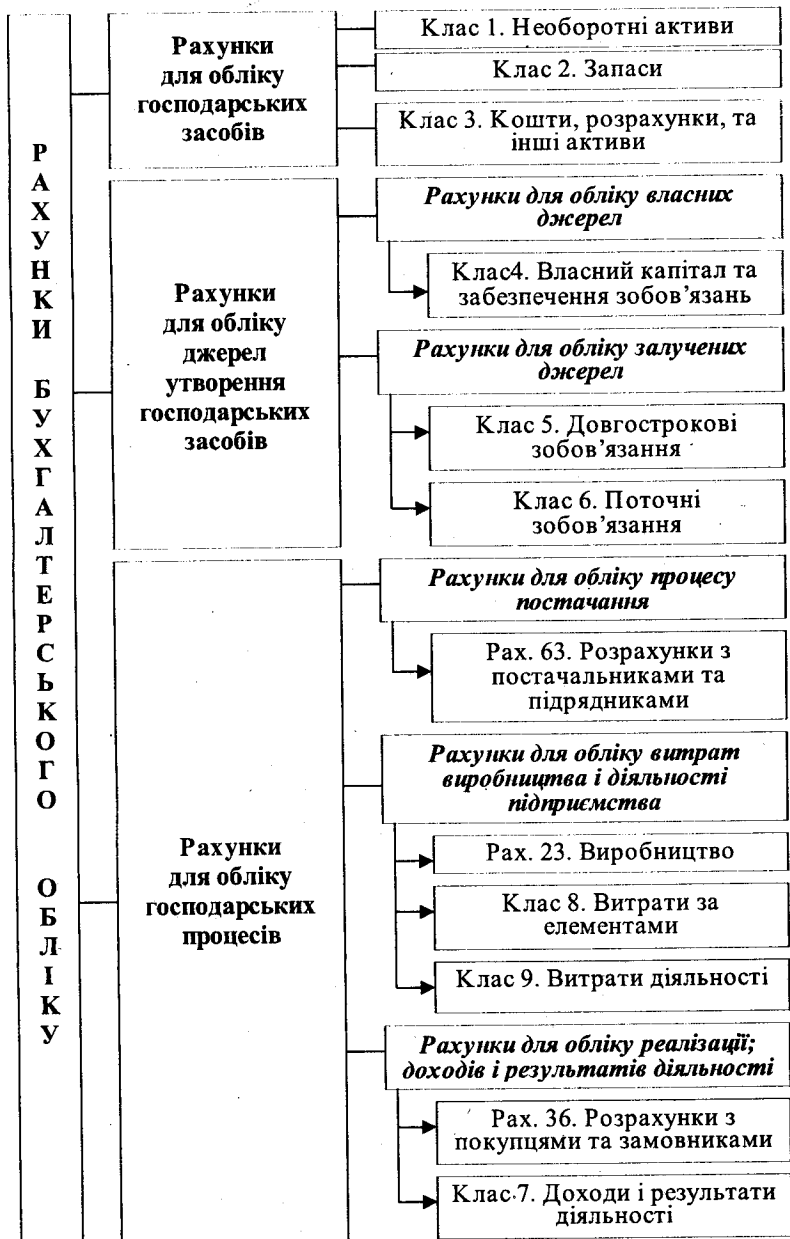 РАХУНКИ БУХГАЛТЕРСЬКОГО ОБЛІКУ
Рахунки
для обліку
господарських
засобів
Клас 1. Необоротні активи
Клас 2. Запаси
Клас 3. Кошти, розрахунки, та
інші активи
Рахунки
для обліку
джерел
утворення
господарських
засобів
Рахунки для обліку власних
джерел
Клас4. Власний капітал та
забезпечення зобов’язань
Рахунки для обліку залучених
джерел
Клас 5. Довгострокові
зобов’язання
Клас 6. Поточні
зобов’язання
Рахунки
для обліку
господарських
процесів
Рахунки для обліку процесу
постачання
Рах. 63. Розрахунки з
постачальниками та
підрядниками
Рахунки для обліку витрат
виробництва і діяльності
підприємства
Рах. 23. Виробництво
Клас 8. Витрати за
елементами
Клас 9. Витрати діяльності
Рахунки для обліку реалізації;
доходів і результатів діяльності
Рах. 36. Розрахунки з
покупцями та замовниками
Клас 7. Доходи і результати
діяльності